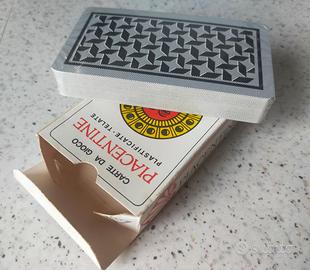 CARTE DA GIOCO
PIACENTINE
PLASTIFICATE - TELATE